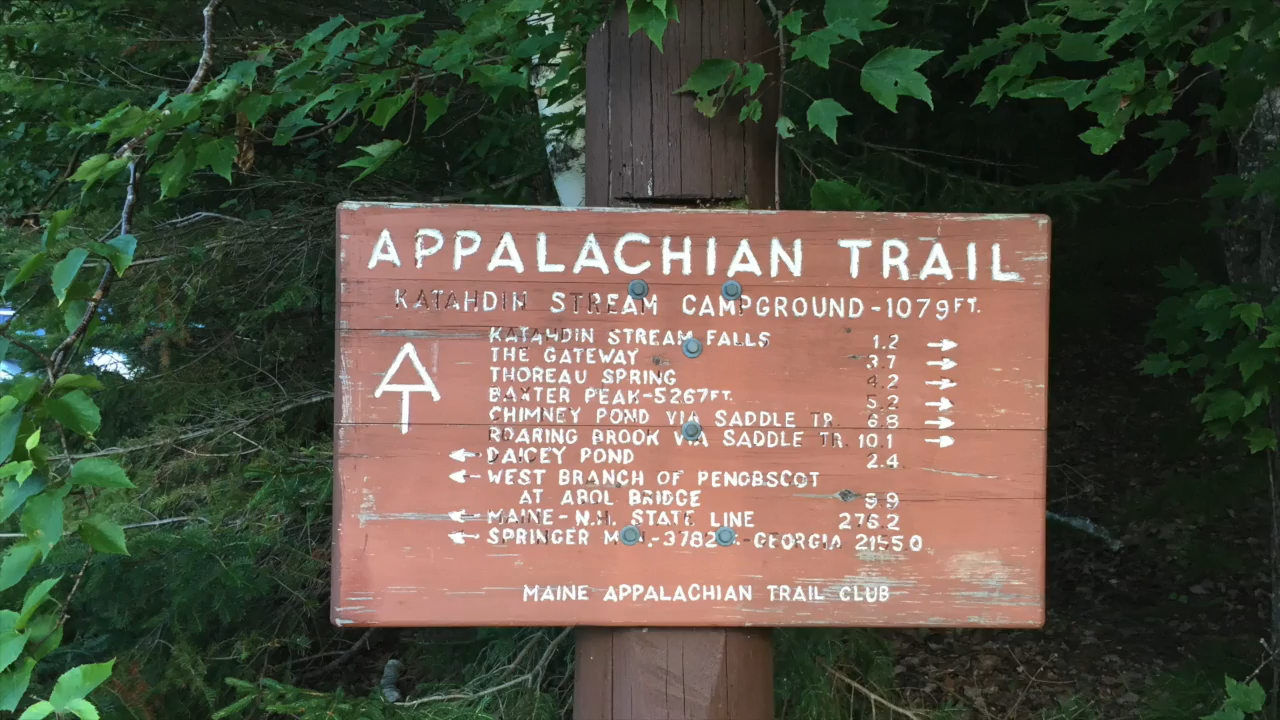 APPALACHIAN TRAIL
KATAHDIN STREAM CAMPGROUND-1079FT.
KATAHDIN STREAM FALLS 1.2 →
THE GATEWAY 3.7 →
THOREAU SPRING 4.2 →
BAXTER PEAK-5267FT. 5.2 →
CHIMNEY POND VIA SADDLE TR. 6.8 →
ROARING BROOK VIA SADDLE TR. 10.1 →
← DAICEY POND 2.4
← WEST BRANCH OF PENOBSCOT
AT ABOL BRIDGE 9.9
← MAINE-N.H. STATE LINE 276.2
← SPRINGER -3782 -GEORGIA 2155.0
MAINE APPALACHIAN TRAIL CLUB